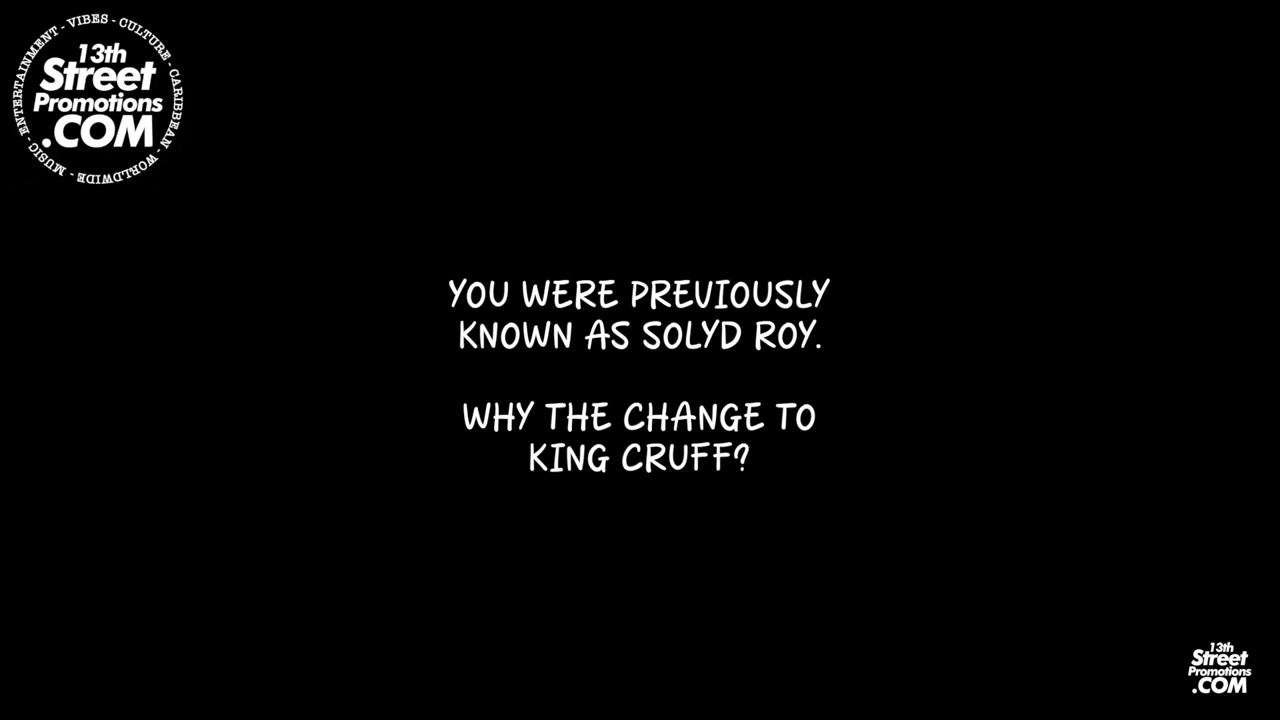 ENTERTAINMENT - VIBES - CULTURE - CARIBBEAN - WORLDWIDE - MUSIC -
13th
Street
Promotions
.COM
YOU WERE PREVIOUSLY
KNOWN AS SOLYD ROY.
WHY THE CHANGE TO
KING CRUFF?
13th
Street
Promotions
.COM